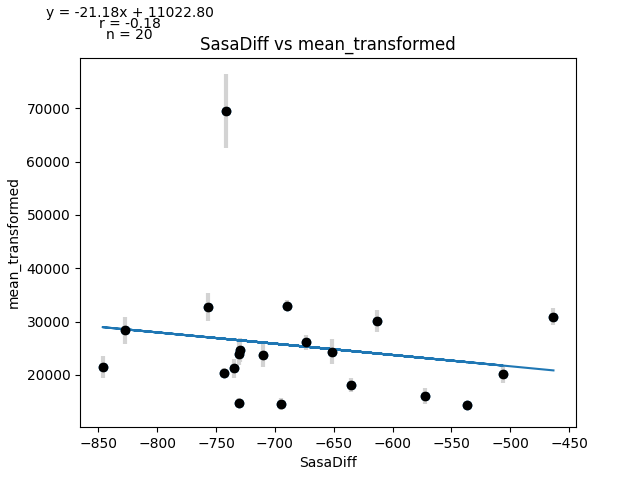 y = -21.18x + 11022.80
r = -0.18
n = 20
SasaDiff vs mean_transformed
70000
60000
50000
40000
30000
20000
mean_transformed
−850 −800 −750 −700 −650 −600 −550 −500 −450
SasaDiff